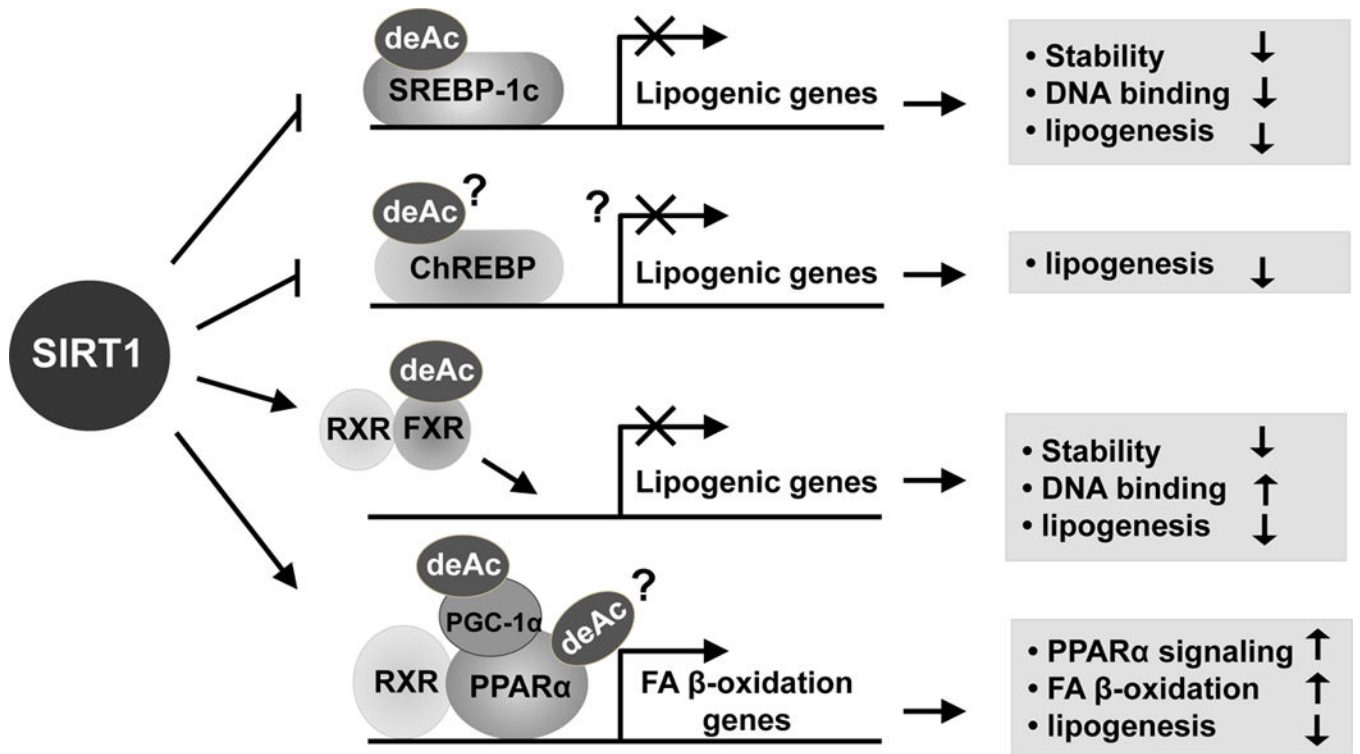 deAc
SREBP-1c
Lipogenic genes
• Stability ↓
• DNA binding ↓
• lipogenesis ↓
deAc ?
ChREBP
?
Lipogenic genes
• lipogenesis ↓
SIRT1
deAc
RXR FXR
Lipogenic genes
• Stability ↓
• DNA binding ↑
• lipogenesis ↓
deAc
PGC-1α
deAc ?
RXR
PPARα
FA β-oxidation
genes
• PPARα signaling ↑
• FA β-oxidation ↑
• lipogenesis ↓